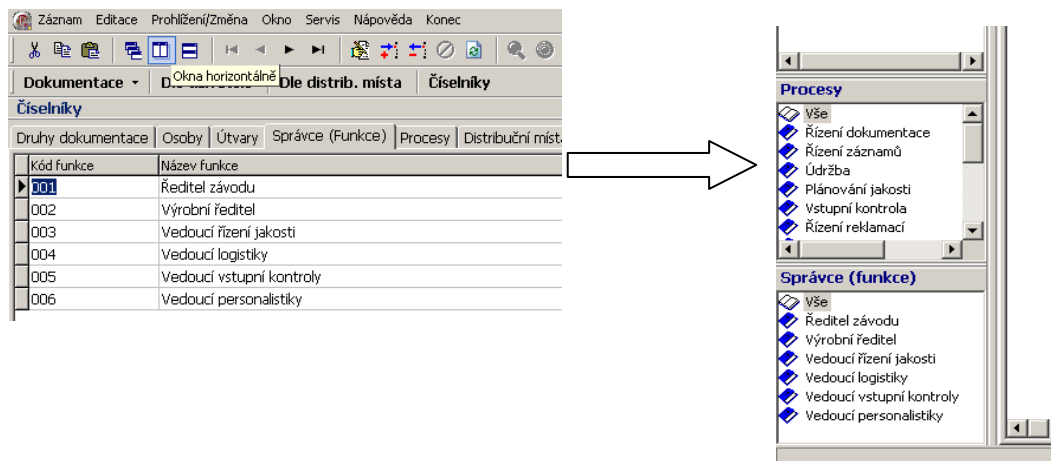 Záznam Editace Prohlížení/Změna Okno Servis Nápověda Konec
Dokumentace Dle distrib. místa Číselníky
Okna horizontálně
Číselníky
Druhy dokumentace Osoby Útvary Správce (Funkce) Procesy Distribuční míst
Kód funkce Název funkce
001 Ředitel závodu
002 Výrobní ředitel
003 Vedoucí řízení jakosti
004 Vedoucí logistiky
005 Vedoucí vstupní kontroly
006 Vedoucí personalistiky
Procesy
Vše
Řízení dokumentace
Řízení záznamů
Údržba
Plánování jakosti
Vstupní kontrola
Řízení reklamací
Správce (funkce)
Vše
Ředitel závodu
Výrobní ředitel
Vedoucí řízení jakosti
Vedoucí logistiky
Vedoucí vstupní kontroly
Vedoucí personalistiky